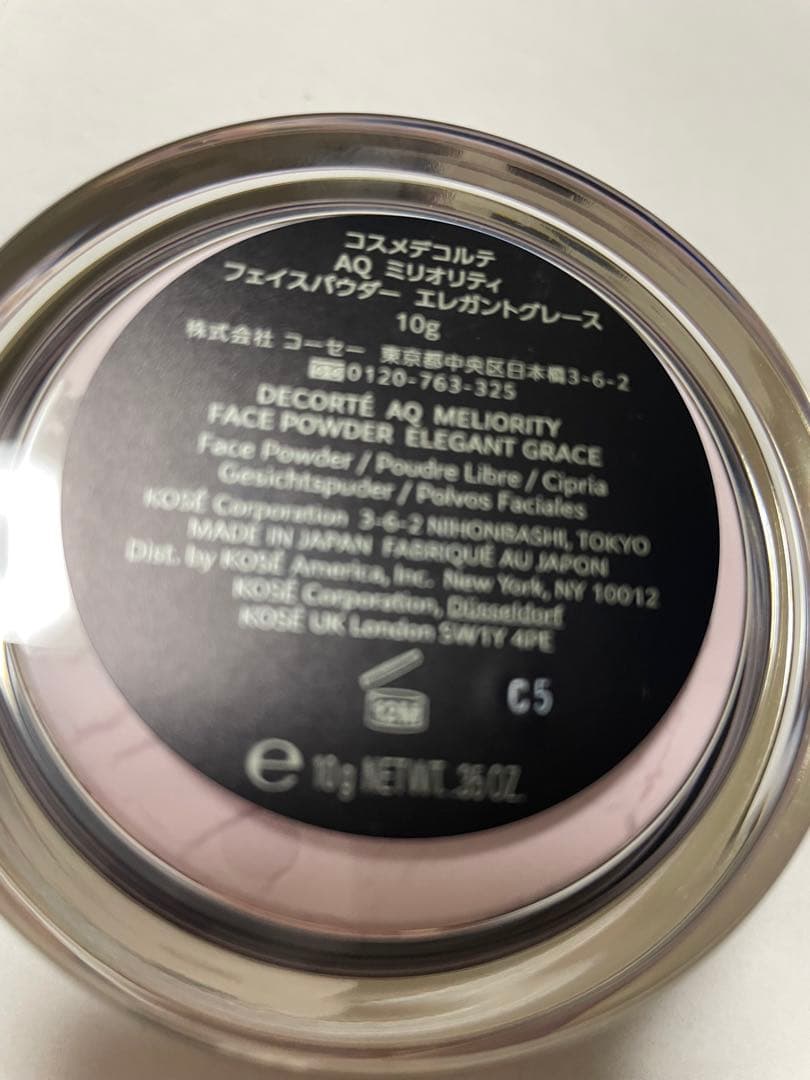 コスメデコルテ
AQ ミリオリティ
フェイスパウダー エレガントグレース
10g
株式会社 コーセー 東京都中央区日本橋3-6-2
0120-763-325
DECORTÉ AQ MELIORITY
FACE POWDER ELEGANT GRACE
Face Powder / Poudre Libre / Cipria
Gesichtspuder / Polvos Faciales
KOSÉ Corporation 3-6-2 NIHONBASHI, TOKYO
MADE IN JAPAN FABRIQUÉ AU JAPON
Dist. by KOSÉ America, Inc. New York, NY 10012
KOSÉ Corporation, Düsseldorf
KOSÉ UK London SW1Y 4PE
12M
C5
e 10g NET WT. .35 OZ.